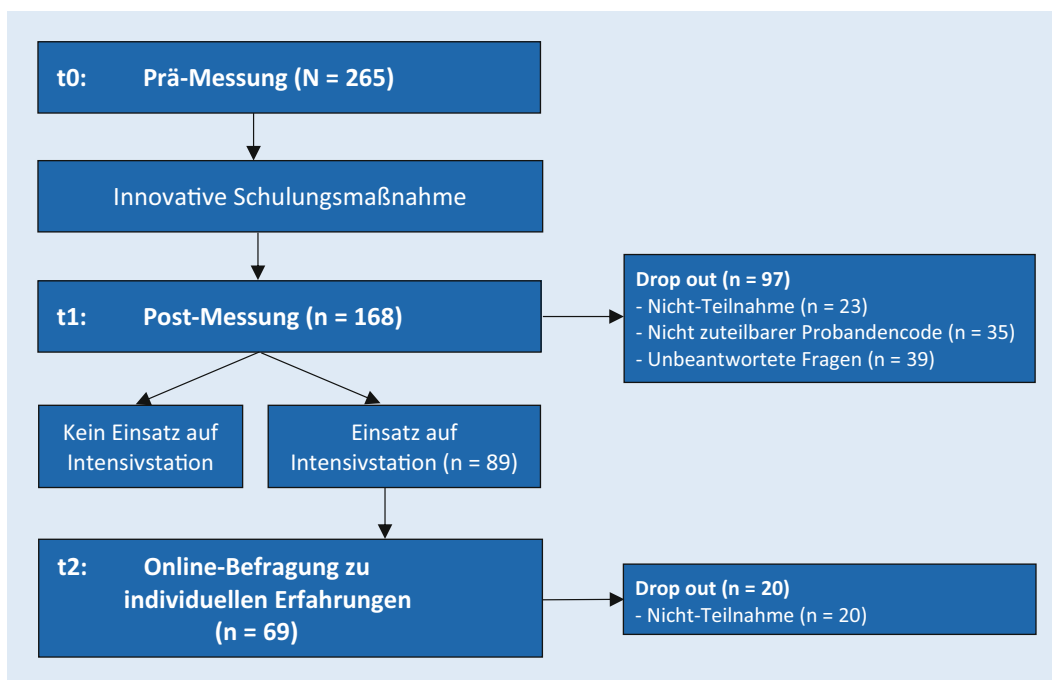 t0: Prä-Messung (N = 265)
Innovative Schulungsmaßnahme
t1: Post-Messung (n = 168)
Drop out (n = 97)
- Nicht-Teilnahme (n = 23)
- Nicht zuteilbarer Probandencode (n = 35)
- Unbeantwortete Fragen (n = 39)
Kein Einsatz auf
Intensivstation
Einsatz auf
Intensivstation (n = 89)
t2: Online-Befragung zu
individuellen Erfahrungen
(n = 69)
Drop out (n = 20)
- Nicht-Teilnahme (n = 20)